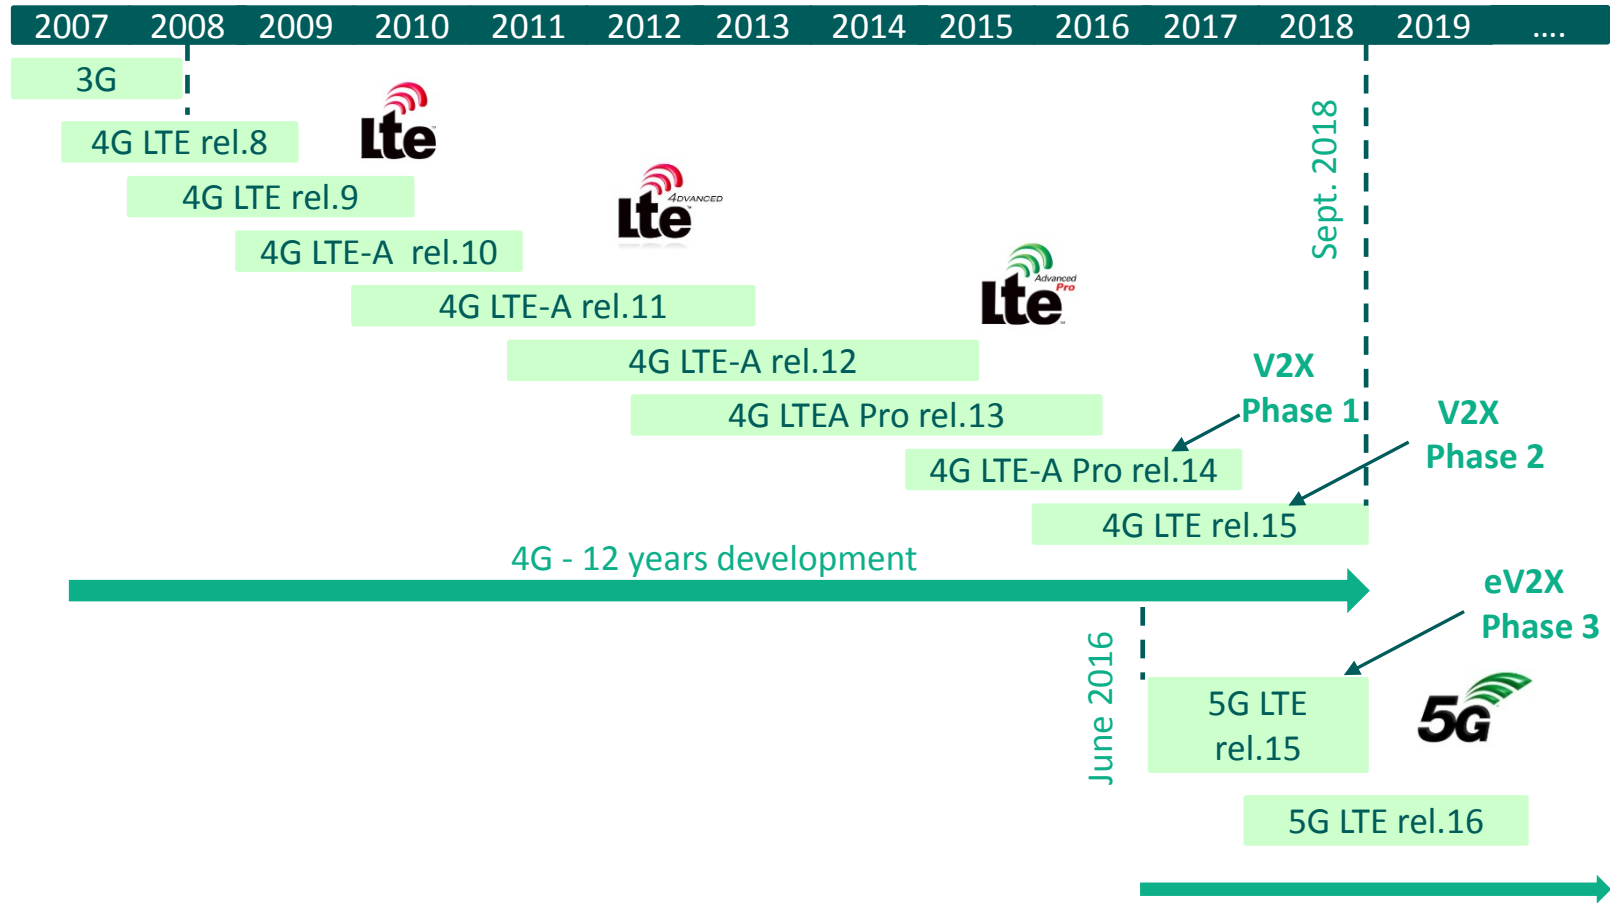 2007 2008 2009 2010 2011 2012 2013 2014 2015 2016 2017 2018 2019 ....
3G
4G LTE rel.8
Lte
4G LTE rel.9
Lte 4DVANCED
4G LTE-A rel.10
Sept. 2018
4G LTE-A rel.11
Lte Advanced
Pro
4G LTE-A rel.12
V2X
Phase 1
4G LTEA Pro rel.13
V2X
Phase 2
4G LTE-A Pro rel.14
4G LTE rel.15
4G - 12 years development
eV2X
Phase 3
June 2016
5G LTE
rel.15
5G
5G LTE rel.16